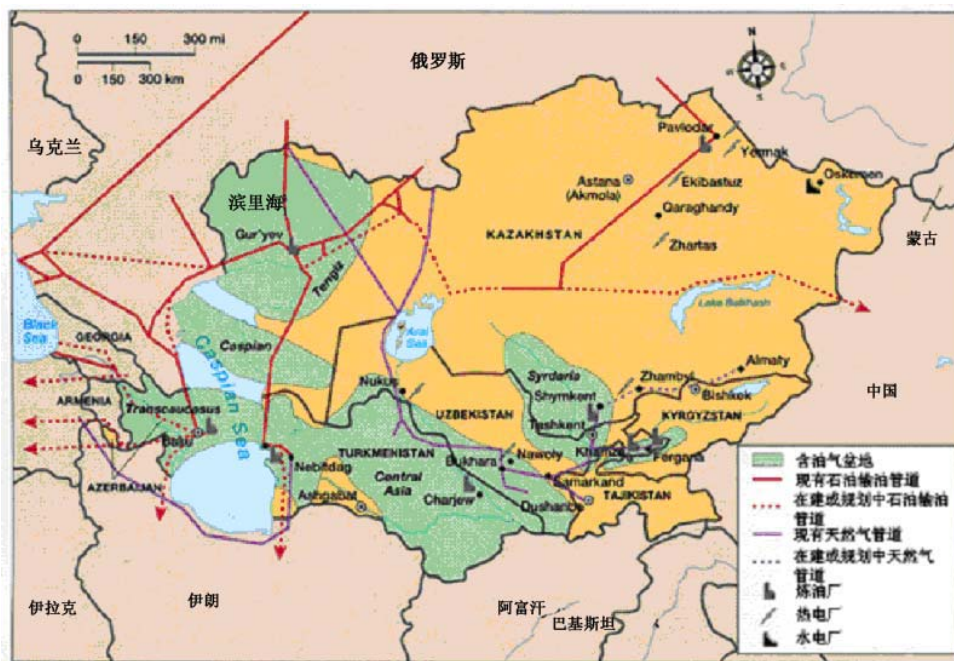 0 150 300 mi
0 150 300 km
俄罗斯
N
S
乌克兰
Pavlodar
Yermak
Astana
(Akmola)
Ekibastuz
Oskemen
滨里海
Qaraghandy
蒙古
Gur'yev
KAZAKHSTAN
Zhartas
Tengiz
Lake Balkhash
Black
Sea
GEORGIA
Aral
Sea
Caspian
Caspian Sea
Syrdaria
Almaty
Zhambyl
中国
Nukus
Shymkent
Bishkek
ARMENIA
Transcaucasus
UZBEKISTAN
KYRGYZSTAN
Tashkent
Baku
TURKMENISTAN
Nawoly
Khamza
Fergana
Bukhara
AZERBAIJAN
Nebitdag
Central
Asia
Samarkand
Ashgabat
Charjew
Dushanbe
TAJIKISTAN
含油气盆地
现有石油输油管道
在建或规划中石油输油
管道
现有天然气管道
在建或规划中天然气
管道
炼油厂
热电厂
水电厂
伊拉克
伊朗
阿富汗
巴基斯坦